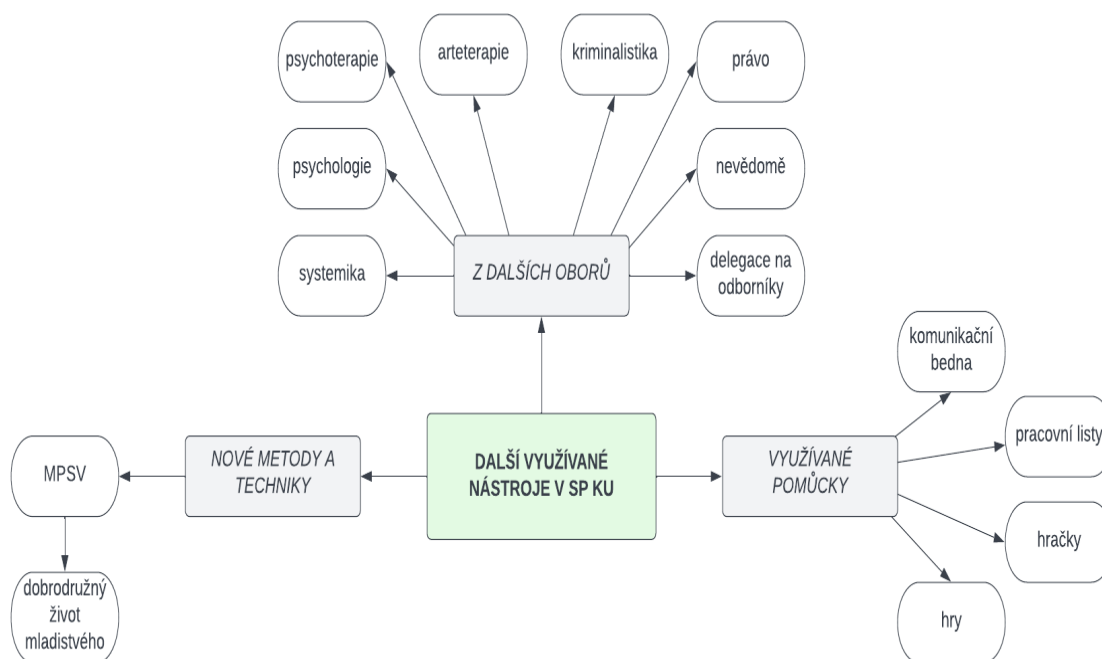 psychoterapie
arteterapie
kriminalistika
právo
psychologie
nevědomě
systemika
Z DALŠÍCH OBORŮ
delegace na
odborníky
komunikační
bedna
pracovní listy
MPSV
NOVÉ METODY A
TECHNIKY
DALŠÍ VYUŽÍVANÉ
NÁSTROJE V SP KU
VYUŽÍVANÉ
POMŮCKY
hračky
dobrodružný
život
mladistvého
hry